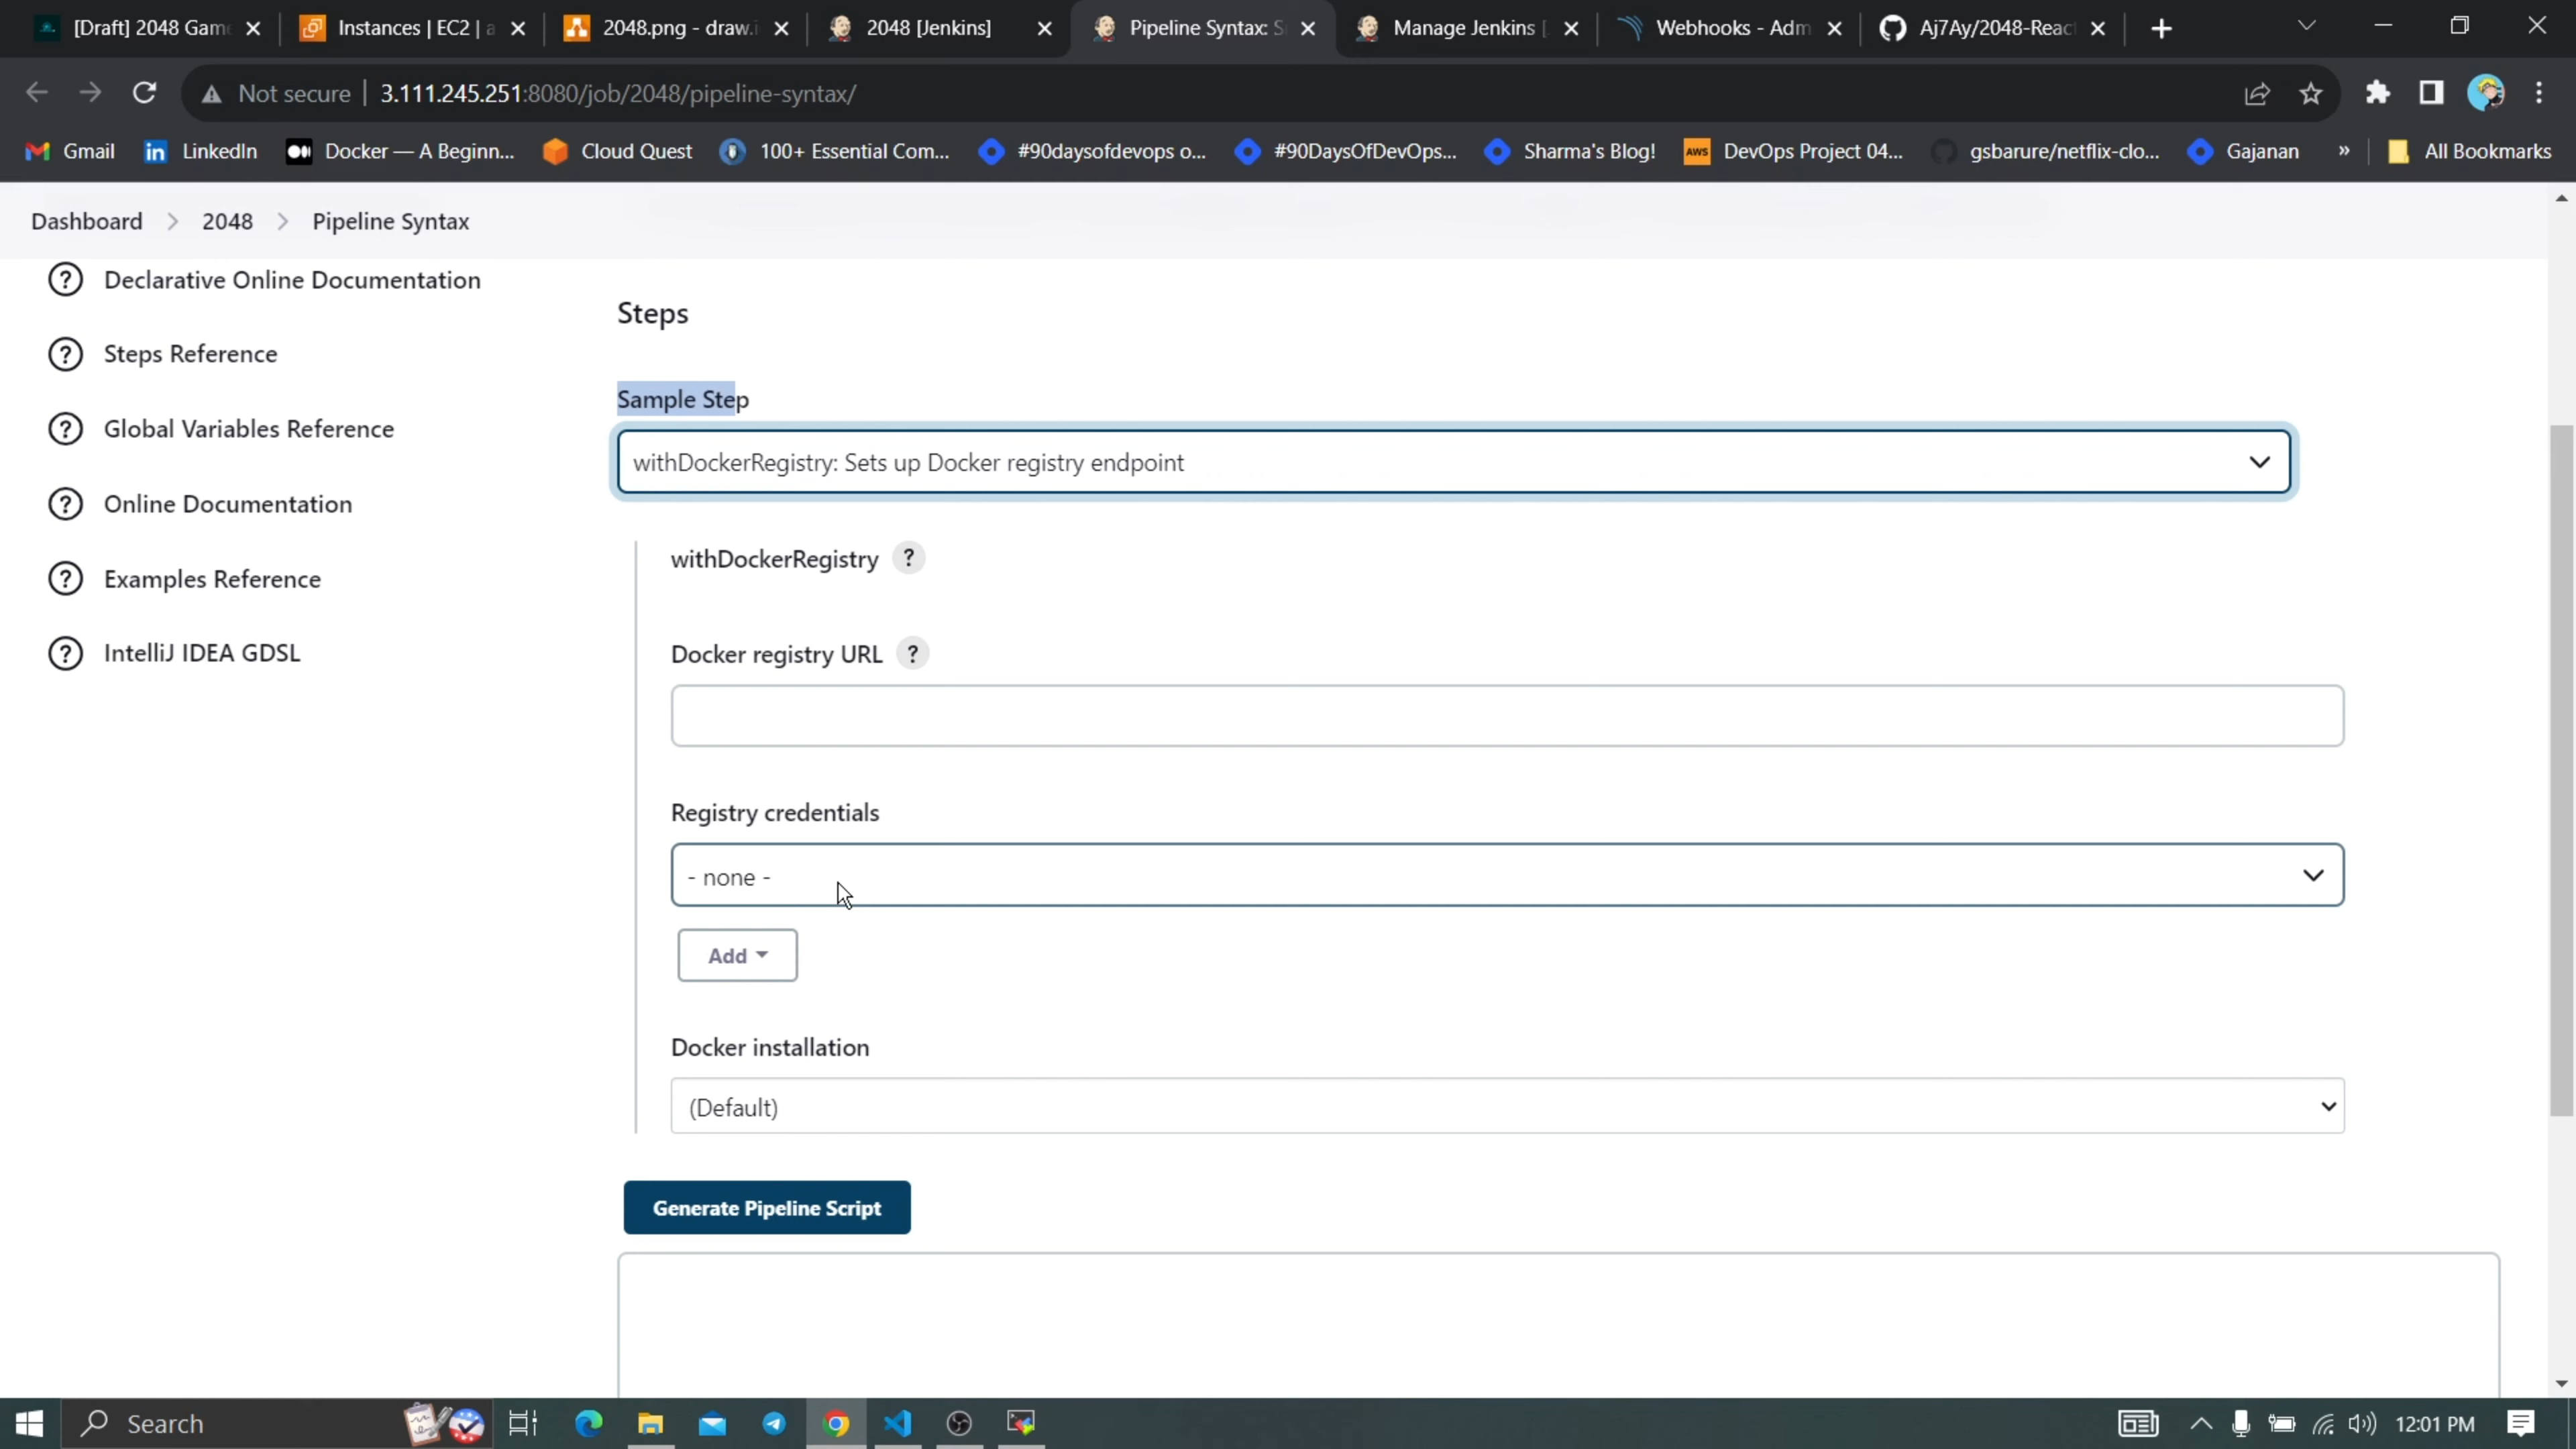 [Draft] 2048 Game
Instances | EC2 | a
2048.png - draw.i
2048 [Jenkins]
Pipeline Syntax: S
Manage Jenkins [
Webhooks - Adm
Aj7Ay/2048-Reac
Not secure
3.111.245.251:8080/job/2048/pipeline-syntax/
Gmail
LinkedIn
Docker — A Beginn...
Cloud Quest
100+ Essential Com...
#90daysofdevops o...
#90DaysOfDevOps...
Sharma's Blog!
aws
DevOps Project 04...
gsbarure/netflix-clo...
Gajanan
»
All Bookmarks
Dashboard > 2048 > Pipeline Syntax
Declarative Online Documentation
Steps Reference
Global Variables Reference
Online Documentation
Examples Reference
IntelliJ IDEA GDSL
Steps
Sample Step
withDockerRegistry: Sets up Docker registry endpoint
withDockerRegistry ?
Docker registry URL ?
Registry credentials
- none -
Add
Docker installation
(Default)
Generate Pipeline Script
Search
12:01 PM